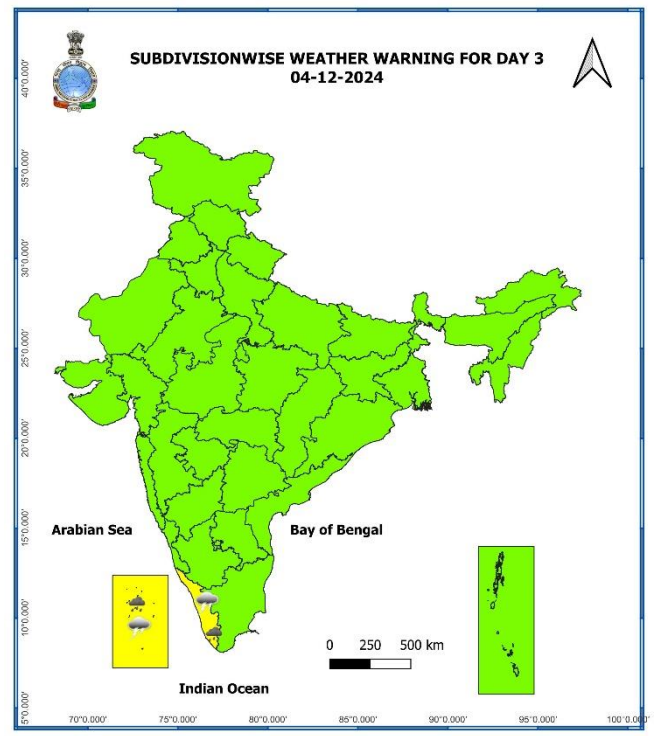 SUBDIVISIONWISE WEATHER WARNING FOR DAY 3
04-12-2024
40°0.000'
35°0.000'
30°0.000'
25°0.000'
20°0.000'
15°0.000'
10°0.000'
5°0.000'
Arabian Sea
Bay of Bengal
0 250 500 km
Indian Ocean
70°0.000' 75°0.000' 80°0.000' 85°0.000' 90°0.000' 95°0.000' 100°0.000'